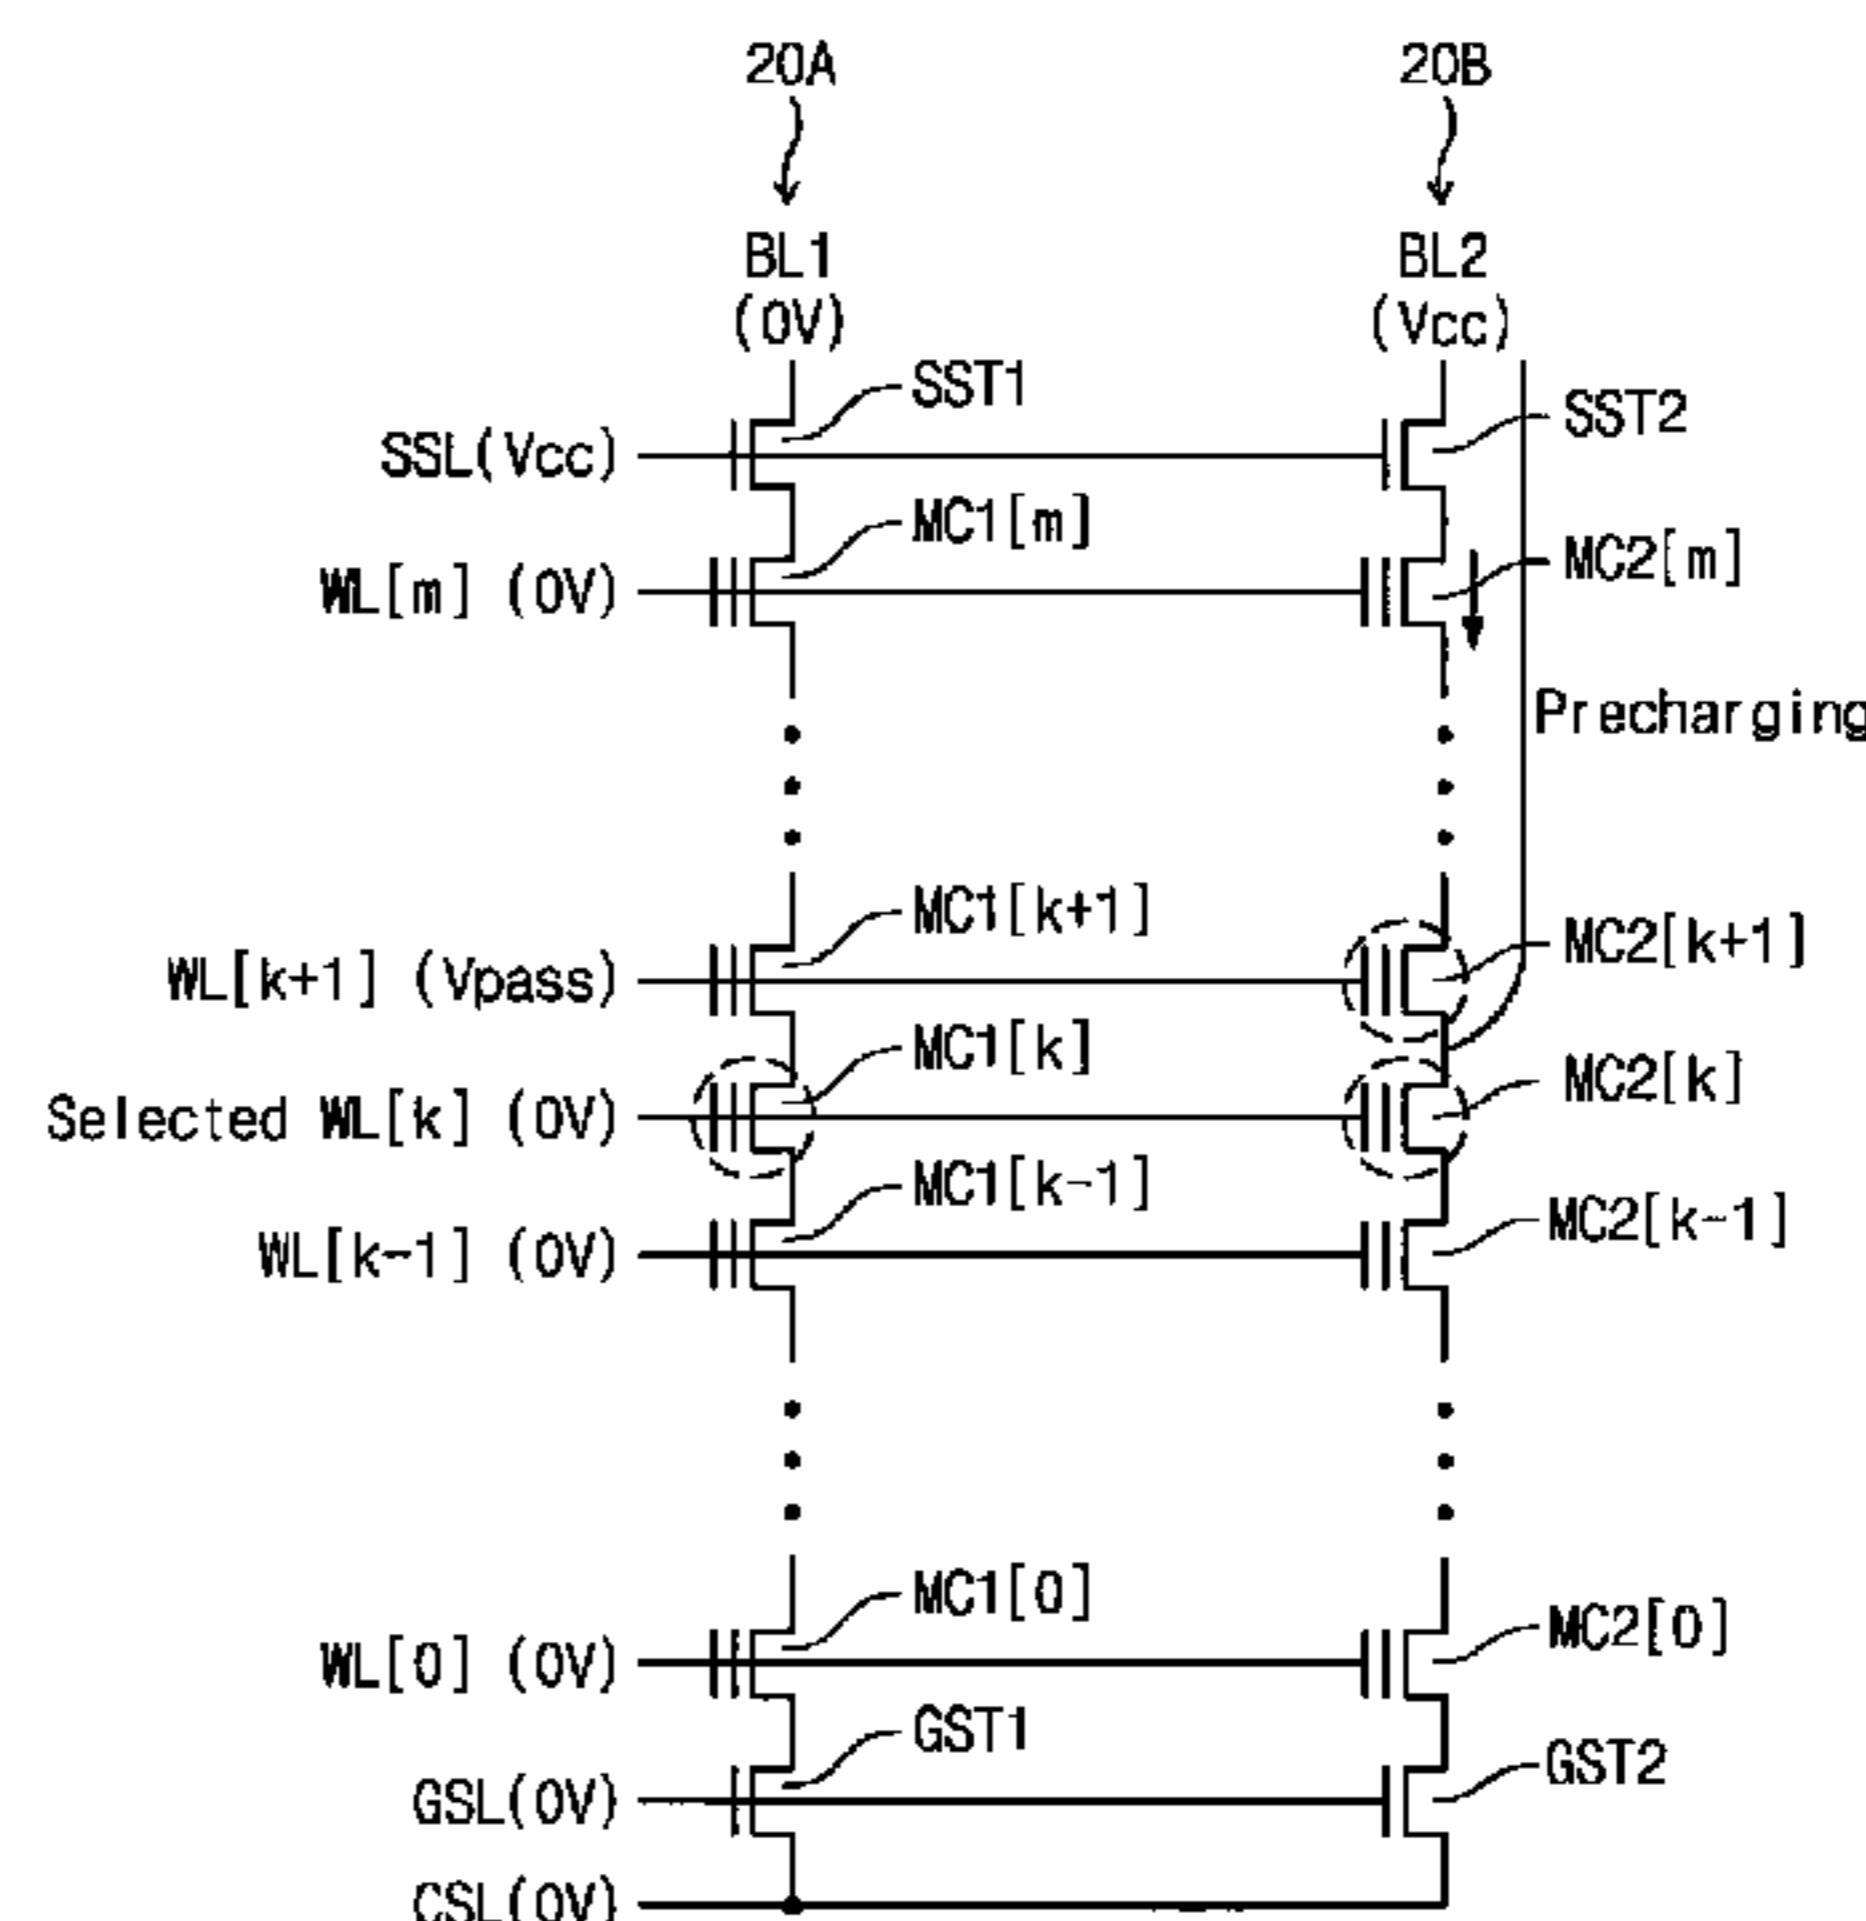 20A 20B
BL1 BL2
(0V) (Vcc)
SST1
SST2
SSL(Vcc)
MC1[m]
MC2[m]
WL[m] (0V)
Precharging
MC1[k+1]
MC2[k+1]
WL[k+1] (Vpass)
MC1[k]
MC2[k]
Selected WL[k] (0V)
MC1[k-1]
MC2[k-1]
WL[k-1] (0V)
MC1[0]
MC2[0]
WL[0] (0V)
GST1
GST2
GSL(0V)
CSL(0V)